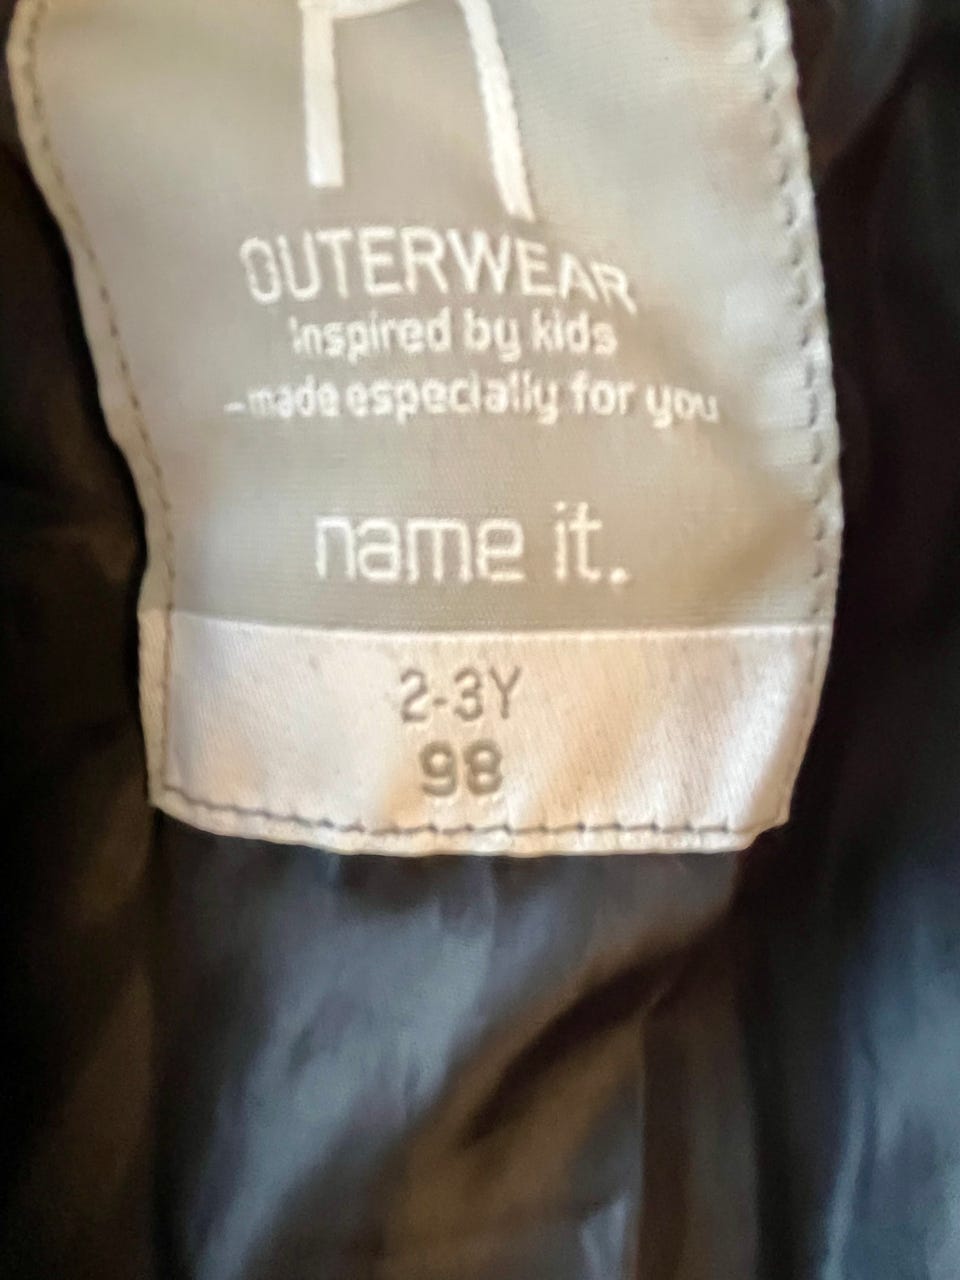 OUTERWEAR
inspired by kids
-made especially for you
name it.
2-3Y
98